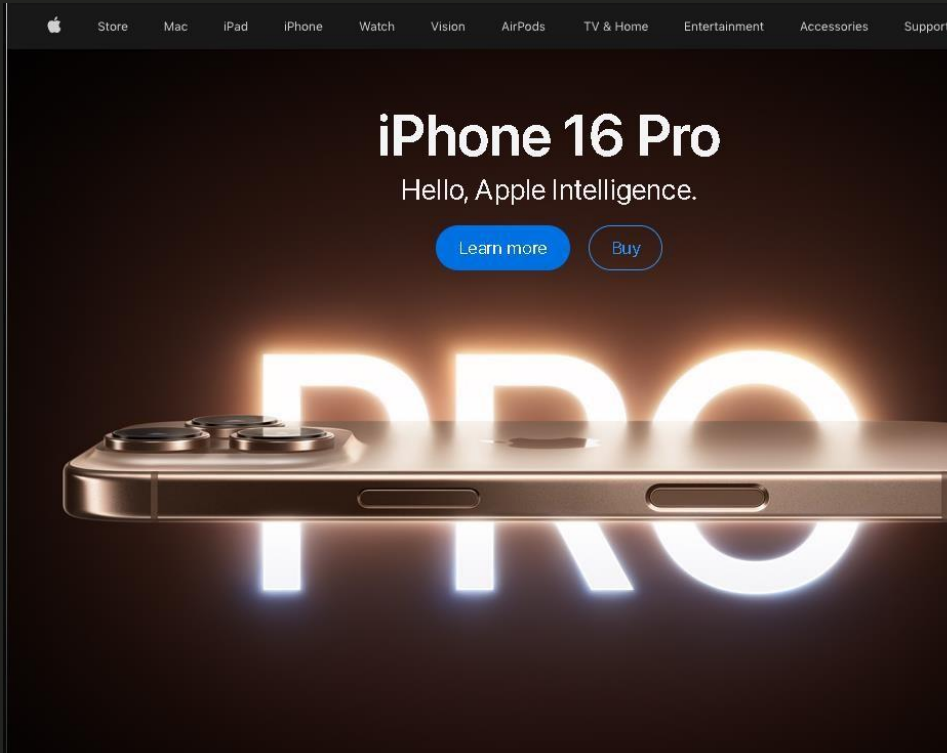 Store Mac iPad iPhone Watch Vision AirPods TV & Home Entertainment Accessories Support
iPhone 16 Pro
Hello, Apple Intelligence.
Learn more Buy
PRO